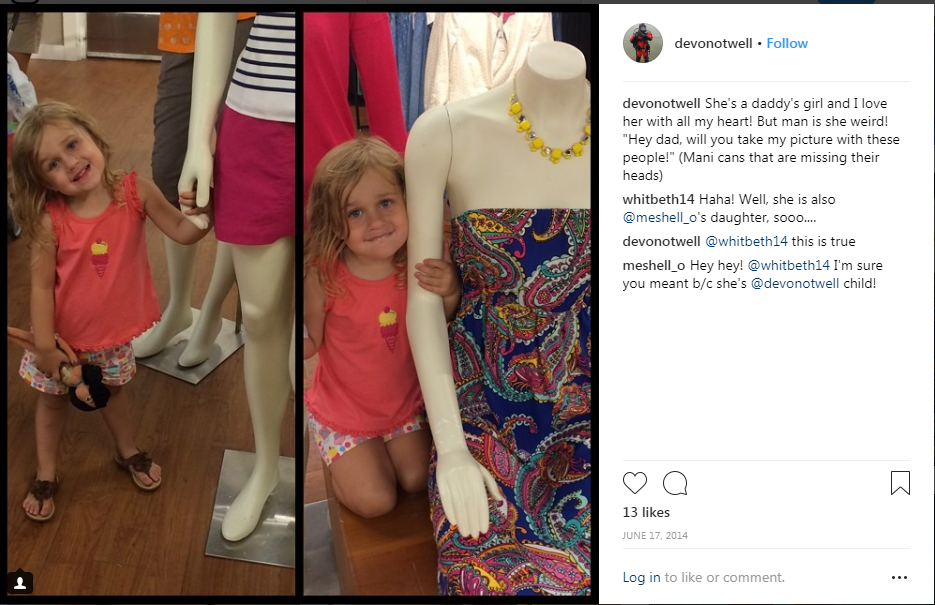 devonotwell • Follow
devonotwell She's a daddy's girl and I love
her with all my heart! But man is she weird!
"Hey dad, will you take my picture with these
people!" (Mani cans that are missing their
heads)
whitbeth14 Haha! Well, she is also
@meshell_o's daughter, sooo....
devonotwell @whitbeth14 this is true
meshell_o Hey hey! @whitbeth14 I'm sure
you meant b/c she's @devonotwell child!
13 likes
JUNE 17, 2014
Log in to like or comment.